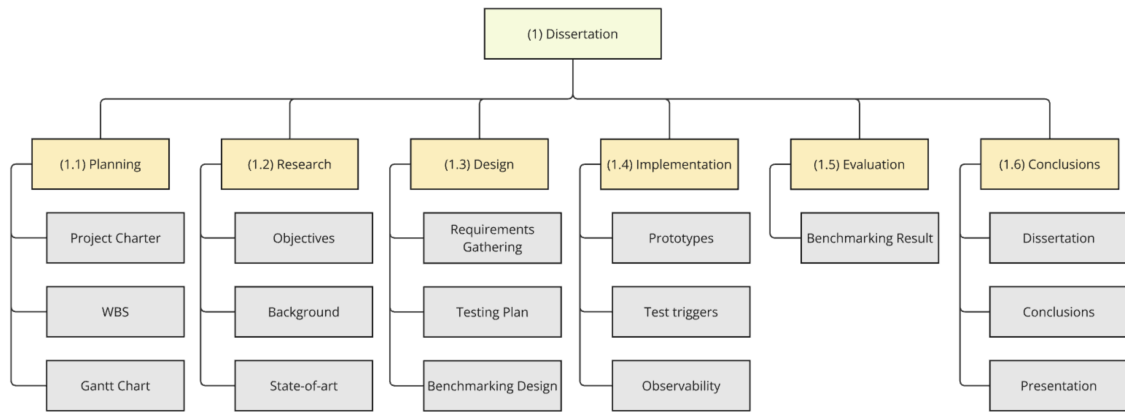 (1) Dissertation
(1.1) Planning
(1.2) Research
(1.3) Design
(1.4) Implementation
(1.5) Evaluation
(1.6) Conclusions
Project Charter
Objectives
Requirements
Gathering
Prototypes
Benchmarking Result
Dissertation
WBS
Background
Testing Plan
Test triggers
Conclusions
Gantt Chart
State-of-art
Benchmarking Design
Observability
Presentation